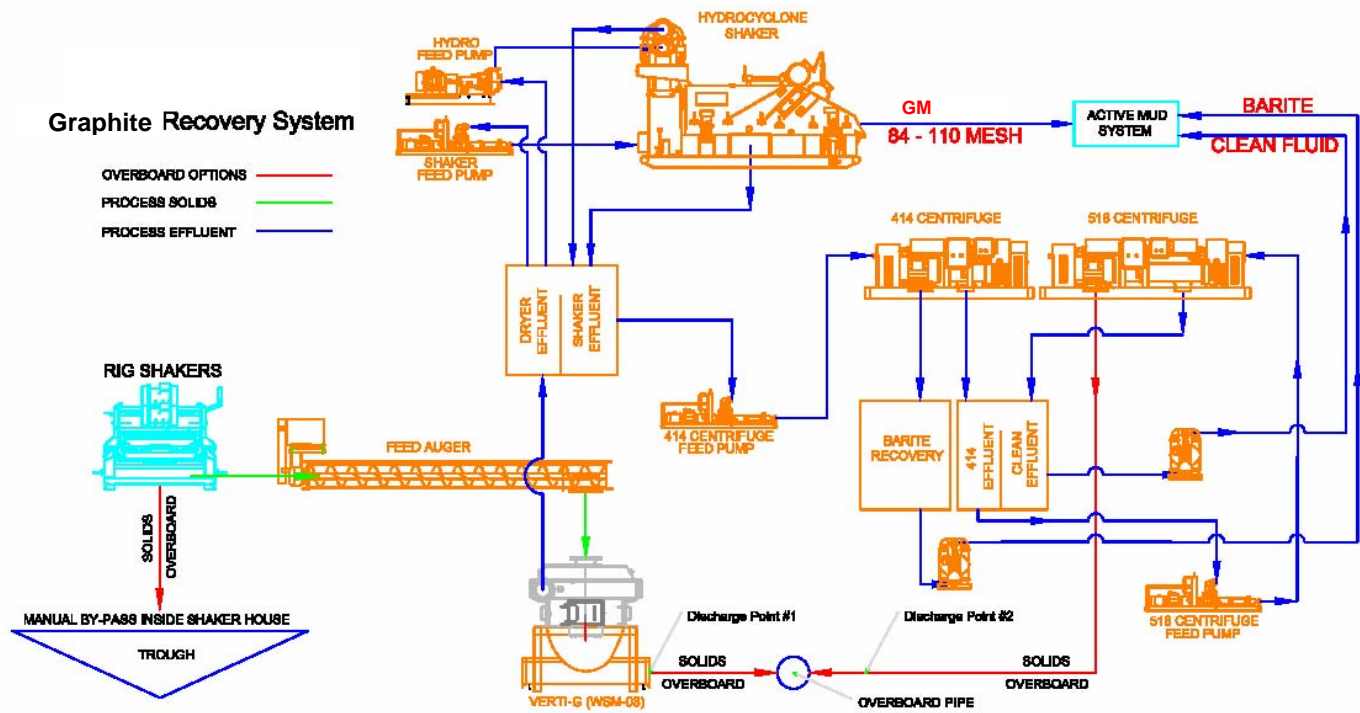 HYDROCYCLONE
SHAKER
HYDRO
FEED PUMP
Graphite Recovery System
SHAKER
FEED PUMP
OVERBOARD OPTIONS
PROCESS SOLIDS
PROCESS EFFLUENT
GM
84 - 110 MESH
ACTIVE MUD
SYSTEM
BARITE
CLEAN FLUID
414 CENTRIFUGE
518 CENTRIFUGE
DRYER
EFFLUENT
SHAKER
EFFLUENT
RIG SHAKERS
FEED AUGER
414 CENTRIFUGE
FEED PUMP
BARITE
RECOVERY
414
EFFLUENT
CLEAN
EFFLUENT
SOLIDS
OVERBOARD
MANUAL BY-PASS INSIDE SHAKER HOUSE
TROUGH
VERTI-G (WSM-03)
Discharge Point #1
Discharge Point #2
SOLIDS
OVERBOARD
SOLIDS
OVERBOARD
OVERBOARD PIPE
518 CENTRIFUGE
FEED PUMP